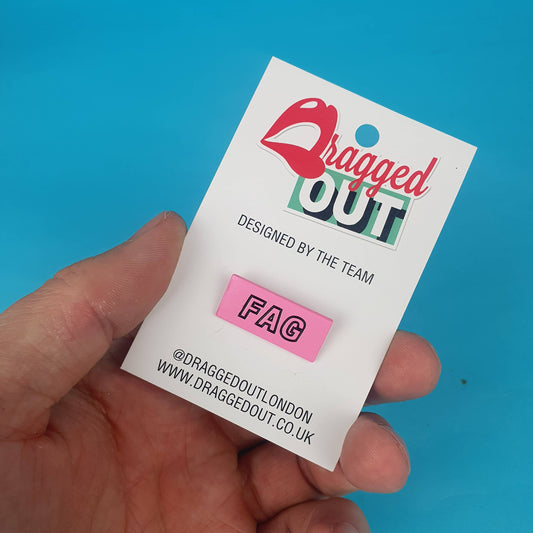 Dragged
OUT
DESIGNED BY THE TEAM
FAG
@DRAGGEDOUTLONDON
WWW.DRAGGEDOUT.CO.UK